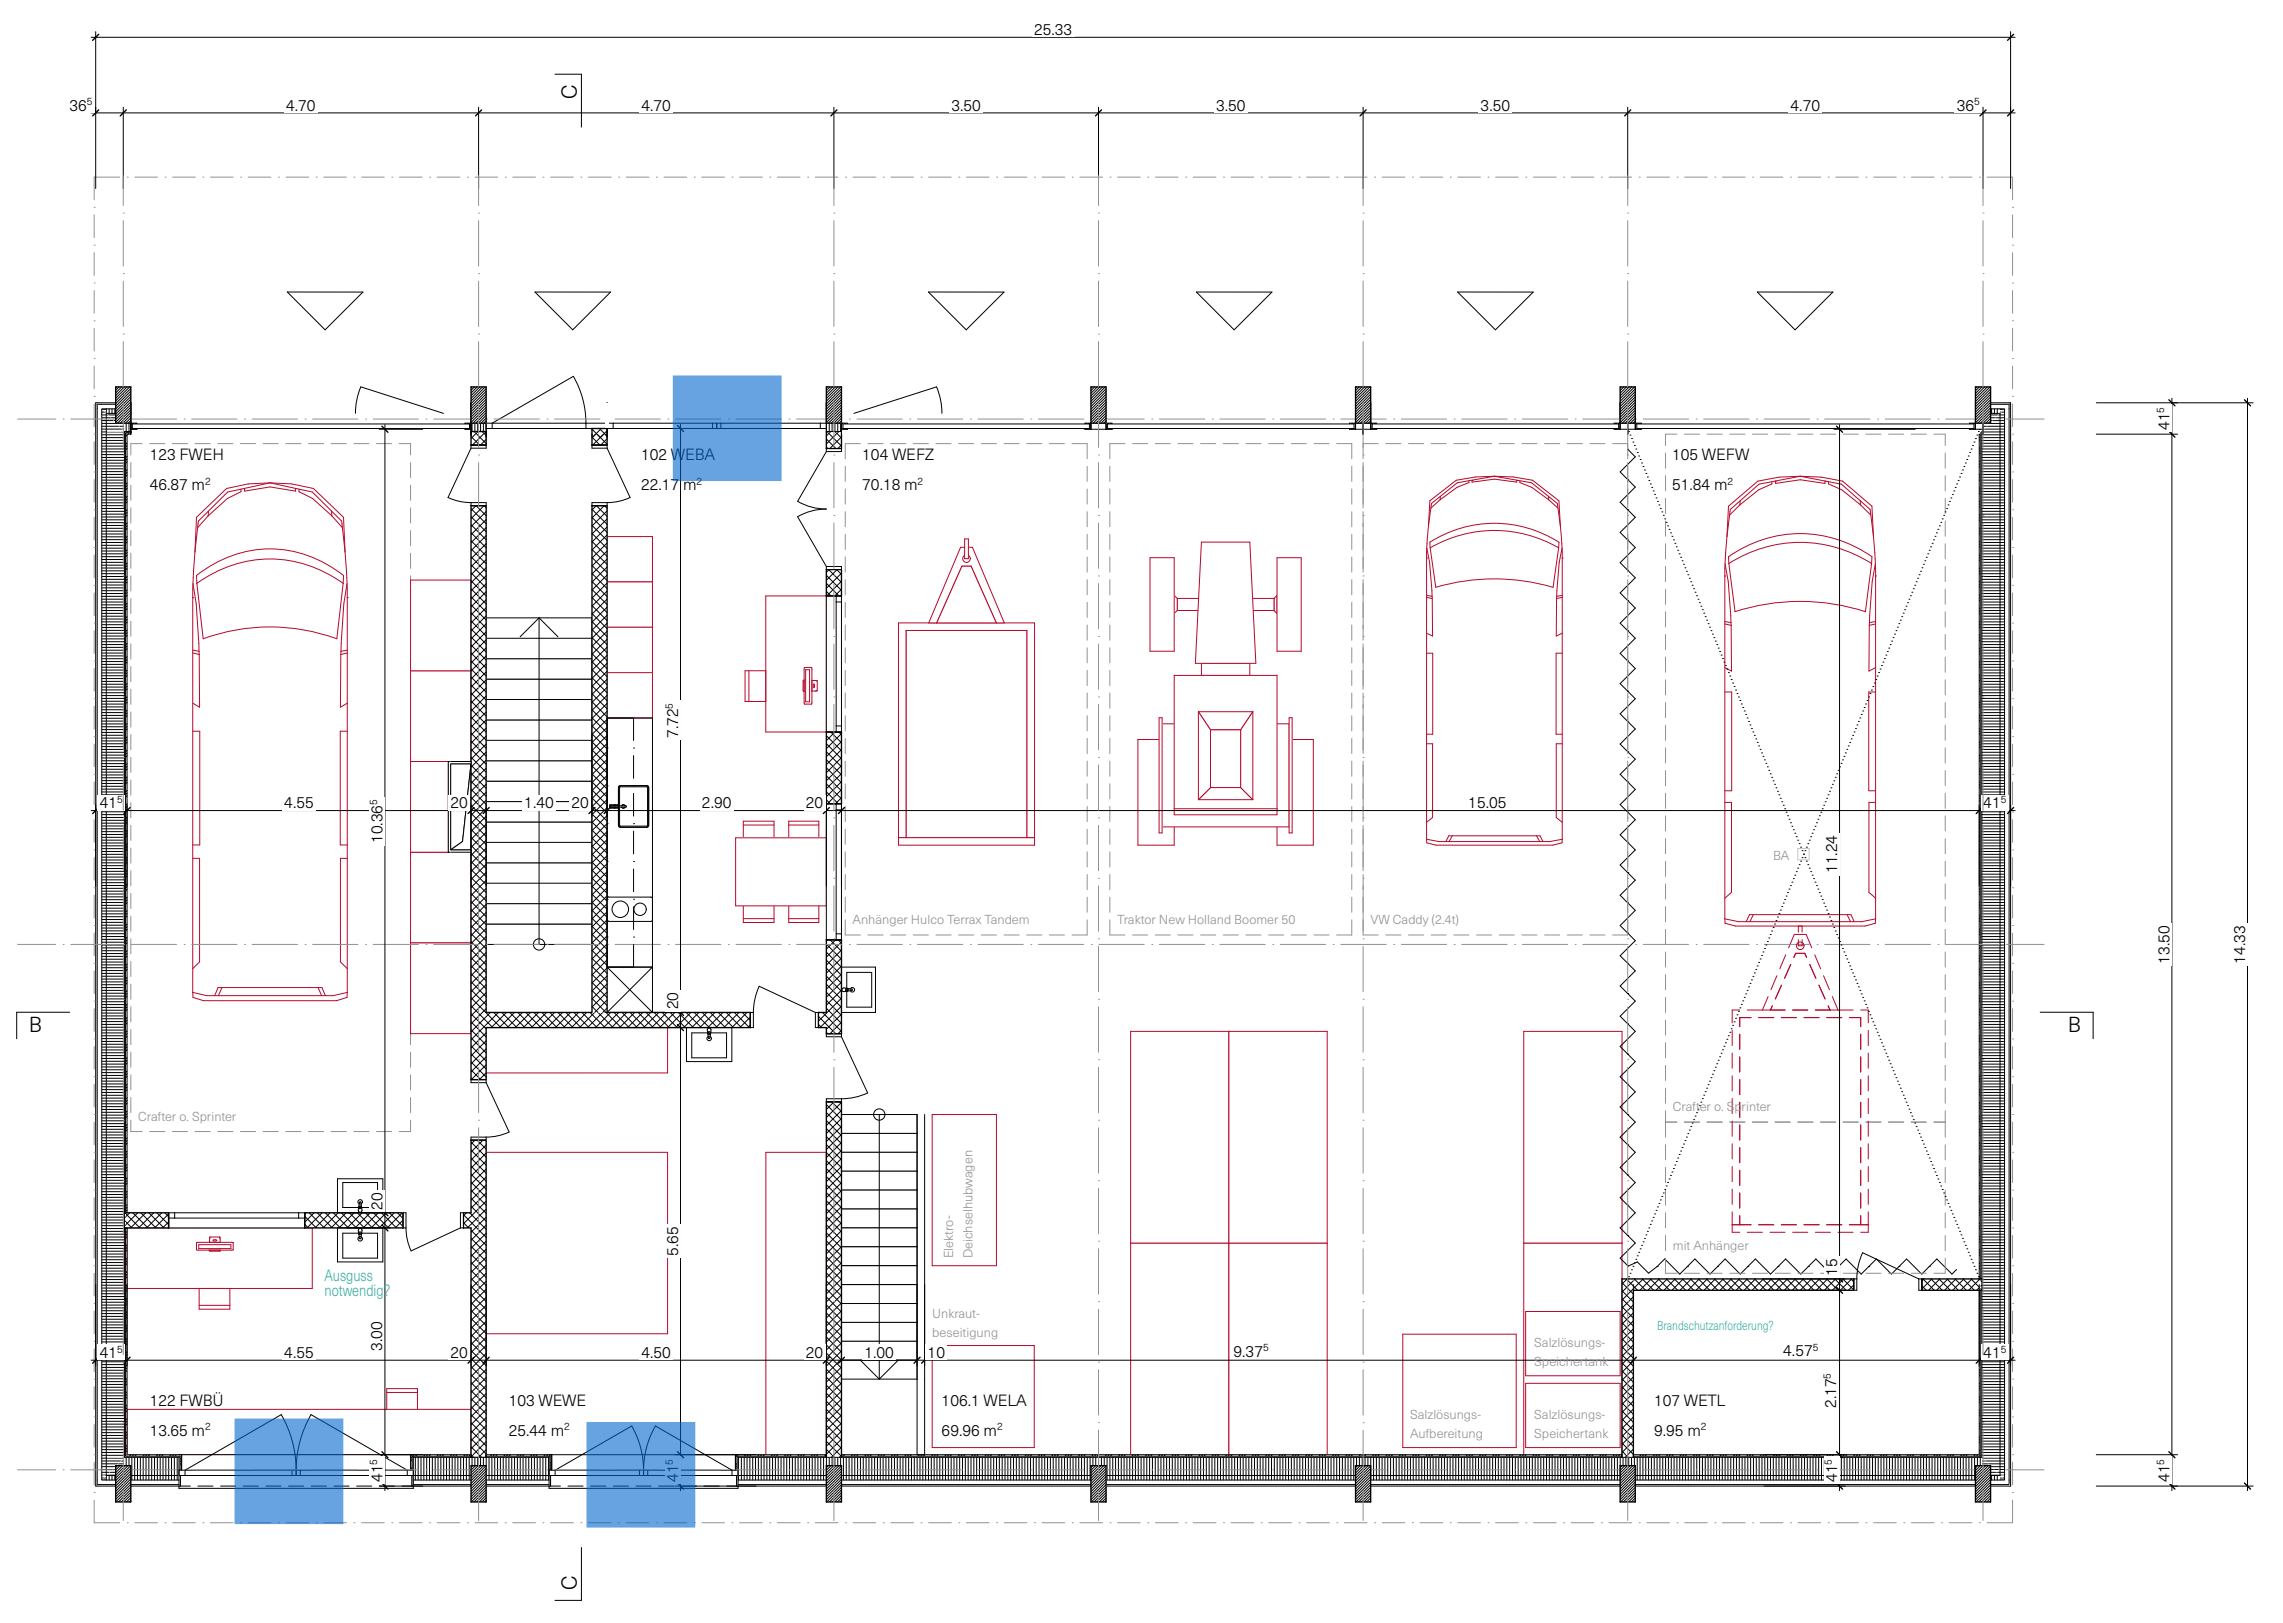 25.33
36⁵
4.70
C
4.70
3.50
3.50
3.50
4.70
36⁵
41⁵
123 FWEH
46.87 m²
102 WEBA
22.17 m²
104 WEFZ
70.18 m²
105 WEFW
51.84 m²
7.72⁵
41⁵
4.55
10.36⁵
20
1.40
20
2.90
20
15.05
41⁵
11.24
BA
Anhänger Hulco Terrax Tandem
Traktor New Holland Boomer 50
VW Caddy (2.4t)
13.50
14.33
20
B
B
Crafter o. Sprinter
Crafter o. Sprinter
20
Elektro-
Deichselhubwagen
5.65
mit Anhänger
15
Ausguss
notwendig?
3.00
Unkraut-
beseitigung
Salzlösungs-
Speichertank
Brandschutzanforderung?
41⁵
4.55
20
4.50
20
1.00
10
9.37⁵
4.57⁵
41⁵
2.17⁵
122 FWBÜ
13.65 m²
103 WEWE
25.44 m²
106.1 WELA
69.96 m²
Salzlösungs-
Aufbereitung
Salzlösungs-
Speichertank
107 WETL
9.95 m²
41⁵
41⁵
41⁵
41⁵
C